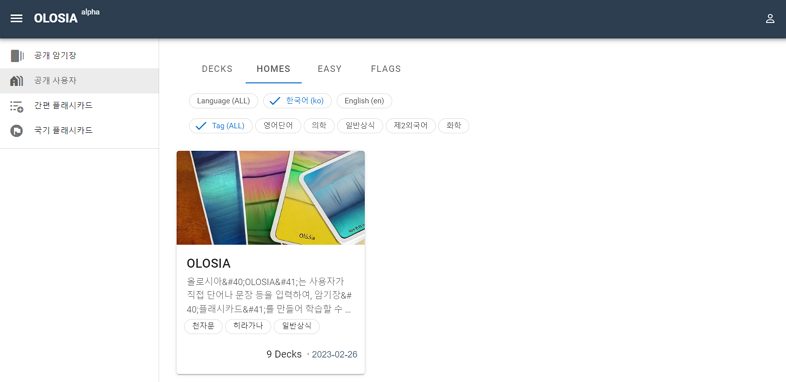 OLOSIA alpha
공개 암기장
공개 사용자
간편 플래시카드
국기 플래시카드
DECKS HOMES EASY FLAGS
Language (ALL) 한국어 (ko) English (en)
Tag (ALL) 영어단어 의학 일반상식 제2외국어 화학
Olosia
OLOSIA
올로시아&#40;OLOSIA&#41;는 사용자가
직접 단어나 문장 등을 입력하여, 암기장&#
40;플래시카드&#41;를 만들어 학습할 수 ...
천자문 히라가나 일반상식
9 Decks · 2023-02-26